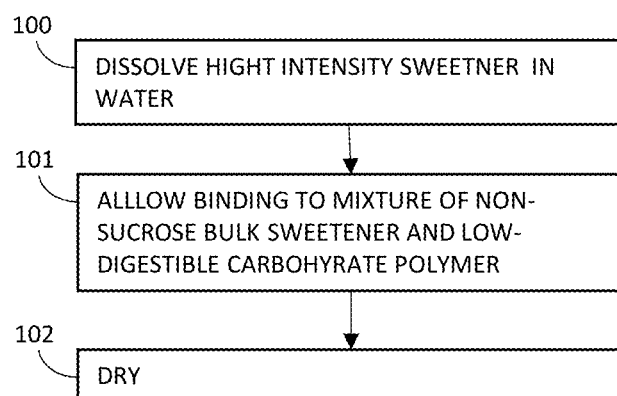 100
DISSOLVE HIGHT INTENSITY SWEETNER IN
WATER
101
ALLLOW BINDING TO MIXTURE OF NON-
SUCROSE BULK SWEETENER AND LOW-
DIGESTIBLE CARBOHYRATE POLYMER
102
DRY